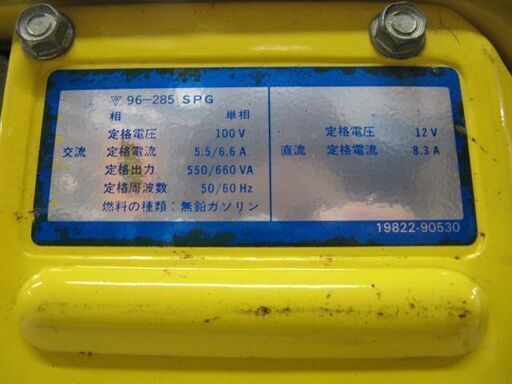 96-285 SPG
相 単相
定格電圧 100 V
交流 定格電流 5.5/6.6 A
定格出力 550/660 VA
定格周波数 50/60 Hz
燃料の種類：無鉛ガソリン
定格電圧 12 V
直流 定格電流 8.3 A
19822-90530